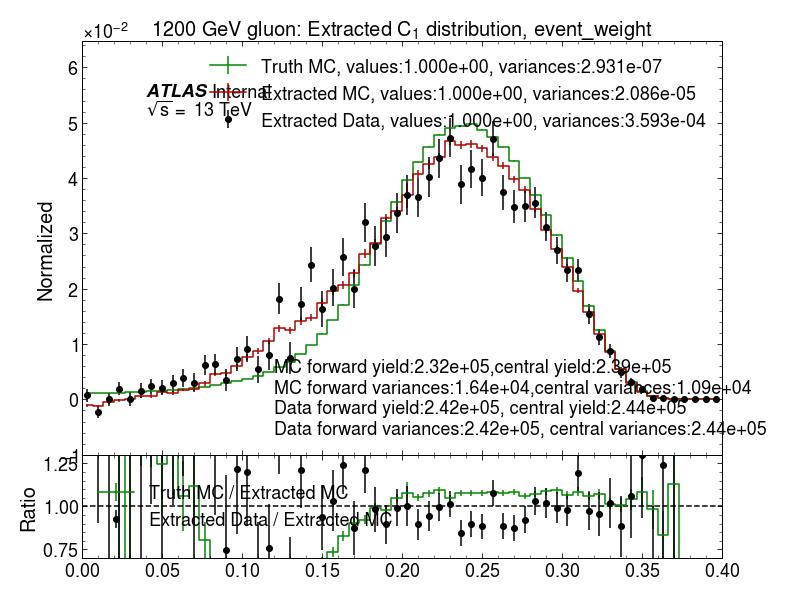 ×10⁻²
1200 GeV gluon: Extracted C₁ distribution, event_weight
Truth MC, values:1.000e+00, variances:2.931e-07
ATLAS Internal
Extracted MC, values:1.000e+00, variances:2.086e-05
√s = 13 TeV
Extracted Data, values:1.000e+00, variances:3.593e-04
6
5
4
3
2
1
0
Normalized
MC forward yield:2.32e+05,central yield:2.39e+05
MC forward variances:1.64e+04,central variances:1.09e+04
Data forward yield:2.42e+05, central yield:2.44e+05
Data forward variances:2.42e+05, central variances:2.44e+05
1
1.25
1.00
0.75
Ratio
Truth MC / Extracted MC
Extracted Data / Extracted MC
0.00 0.05 0.10 0.15 0.20 0.25 0.30 0.35 0.40